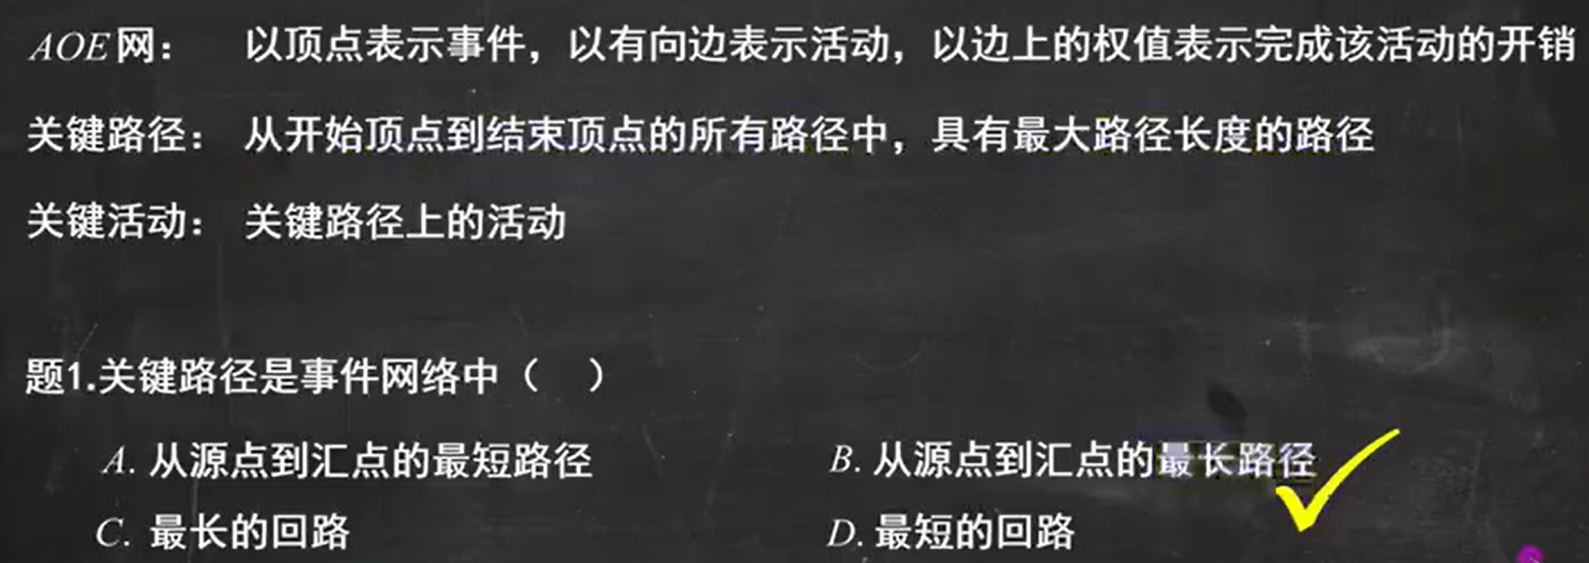 AOE网： 以顶点表示事件，以有向边表示活动，以边上的权值表示完成该活动的开销
关键路径： 从开始顶点到结束顶点的所有路径中，具有最大路径长度的路径
关键活动： 关键路径上的活动
题1.关键路径是事件网络中（ ）
A. 从源点到汇点的最短路径 B. 从源点到汇点的最长路径
C. 最长的回路 D. 最短的回路